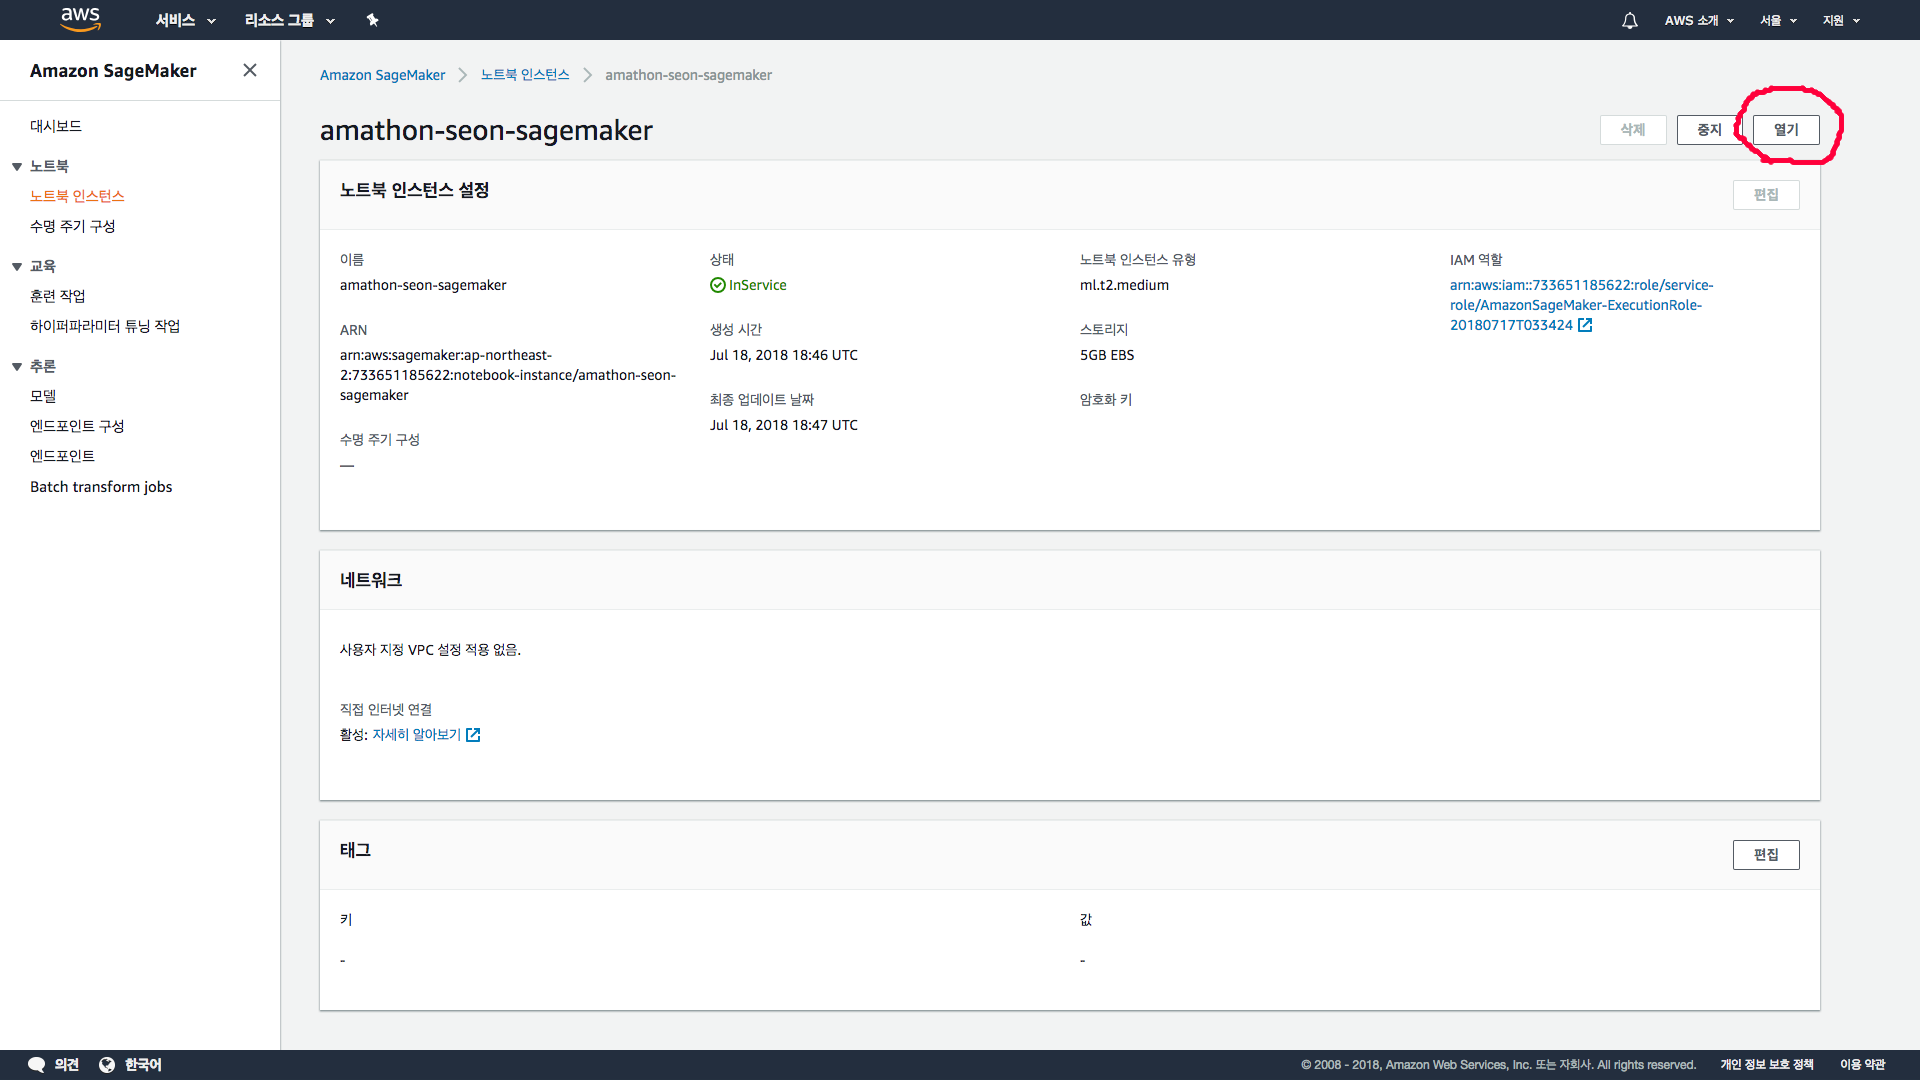 aws 서비스 리소스 그룹 AWS 소개 서울 지원
Amazon SageMaker
대시보드
노트북
노트북 인스턴스
수명 주기 구성
교육
훈련 작업
하이퍼파라미터 튜닝 작업
추론
모델
엔드포인트 구성
엔드포인트
Batch transform jobs
Amazon SageMaker 노트북 인스턴스 amathon-seon-sagemaker
amathon-seon-sagemaker
삭제 중지 열기
노트북 인스턴스 설정
편집
이름
amathon-seon-sagemaker
ARN
arn:aws:sagemaker:ap-northeast-
2:733651185622:notebook-instance/amathon-seon-
sagemaker
수명 주기 구성
—
상태
InService
생성 시간
Jul 18, 2018 18:46 UTC
최종 업데이트 날짜
Jul 18, 2018 18:47 UTC
노트북 인스턴스 유형
ml.t2.medium
스토리지
5GB EBS
암호화 키
IAM 역할
arn:aws:iam::733651185622:role/service-
role/AmazonSageMaker-ExecutionRole-
20180717T033424
네트워크
사용자 지정 VPC 설정 적용 없음.
직접 인터넷 연결
활성: 자세히 알아보기
태그
편집
키 값
- -
의견 한국어 © 2008 - 2018, Amazon Web Services, Inc. 또는 자회사. All rights reserved. 개인 정보 보호 정책 이용 약관